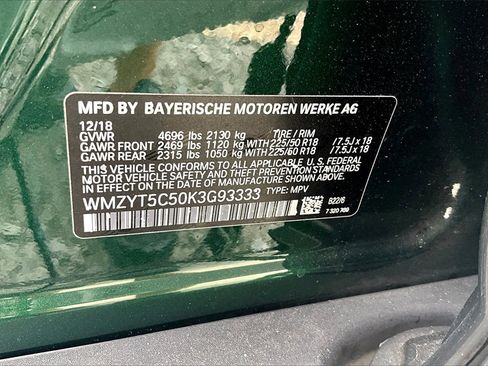 MFD BY BAYERISCHE MOTOREN WERKE AG
12/18
GVWR 4696 lbs 2130 kg TIRE / RIM
GAWR FRONT 2469 lbs 1120 kg WITH 225/50 R18 / 7.5J x 18
GAWR REAR 2315 lbs 1050 kg WITH 225/50 R18 / 7.5J x 18
THIS VEHICLE CONFORMS TO ALL APPLICABLE U.S. FEDERAL
MOTOR VEHICLE SAFETY, BUMPER AND THEFT PREVENTION
STANDARDS IN EFFECT ON THE DATE OF MANUFACTURE SHOWN ABOVE.
WMZYT5C50K3G93333 TYPE: MPV
B22/6